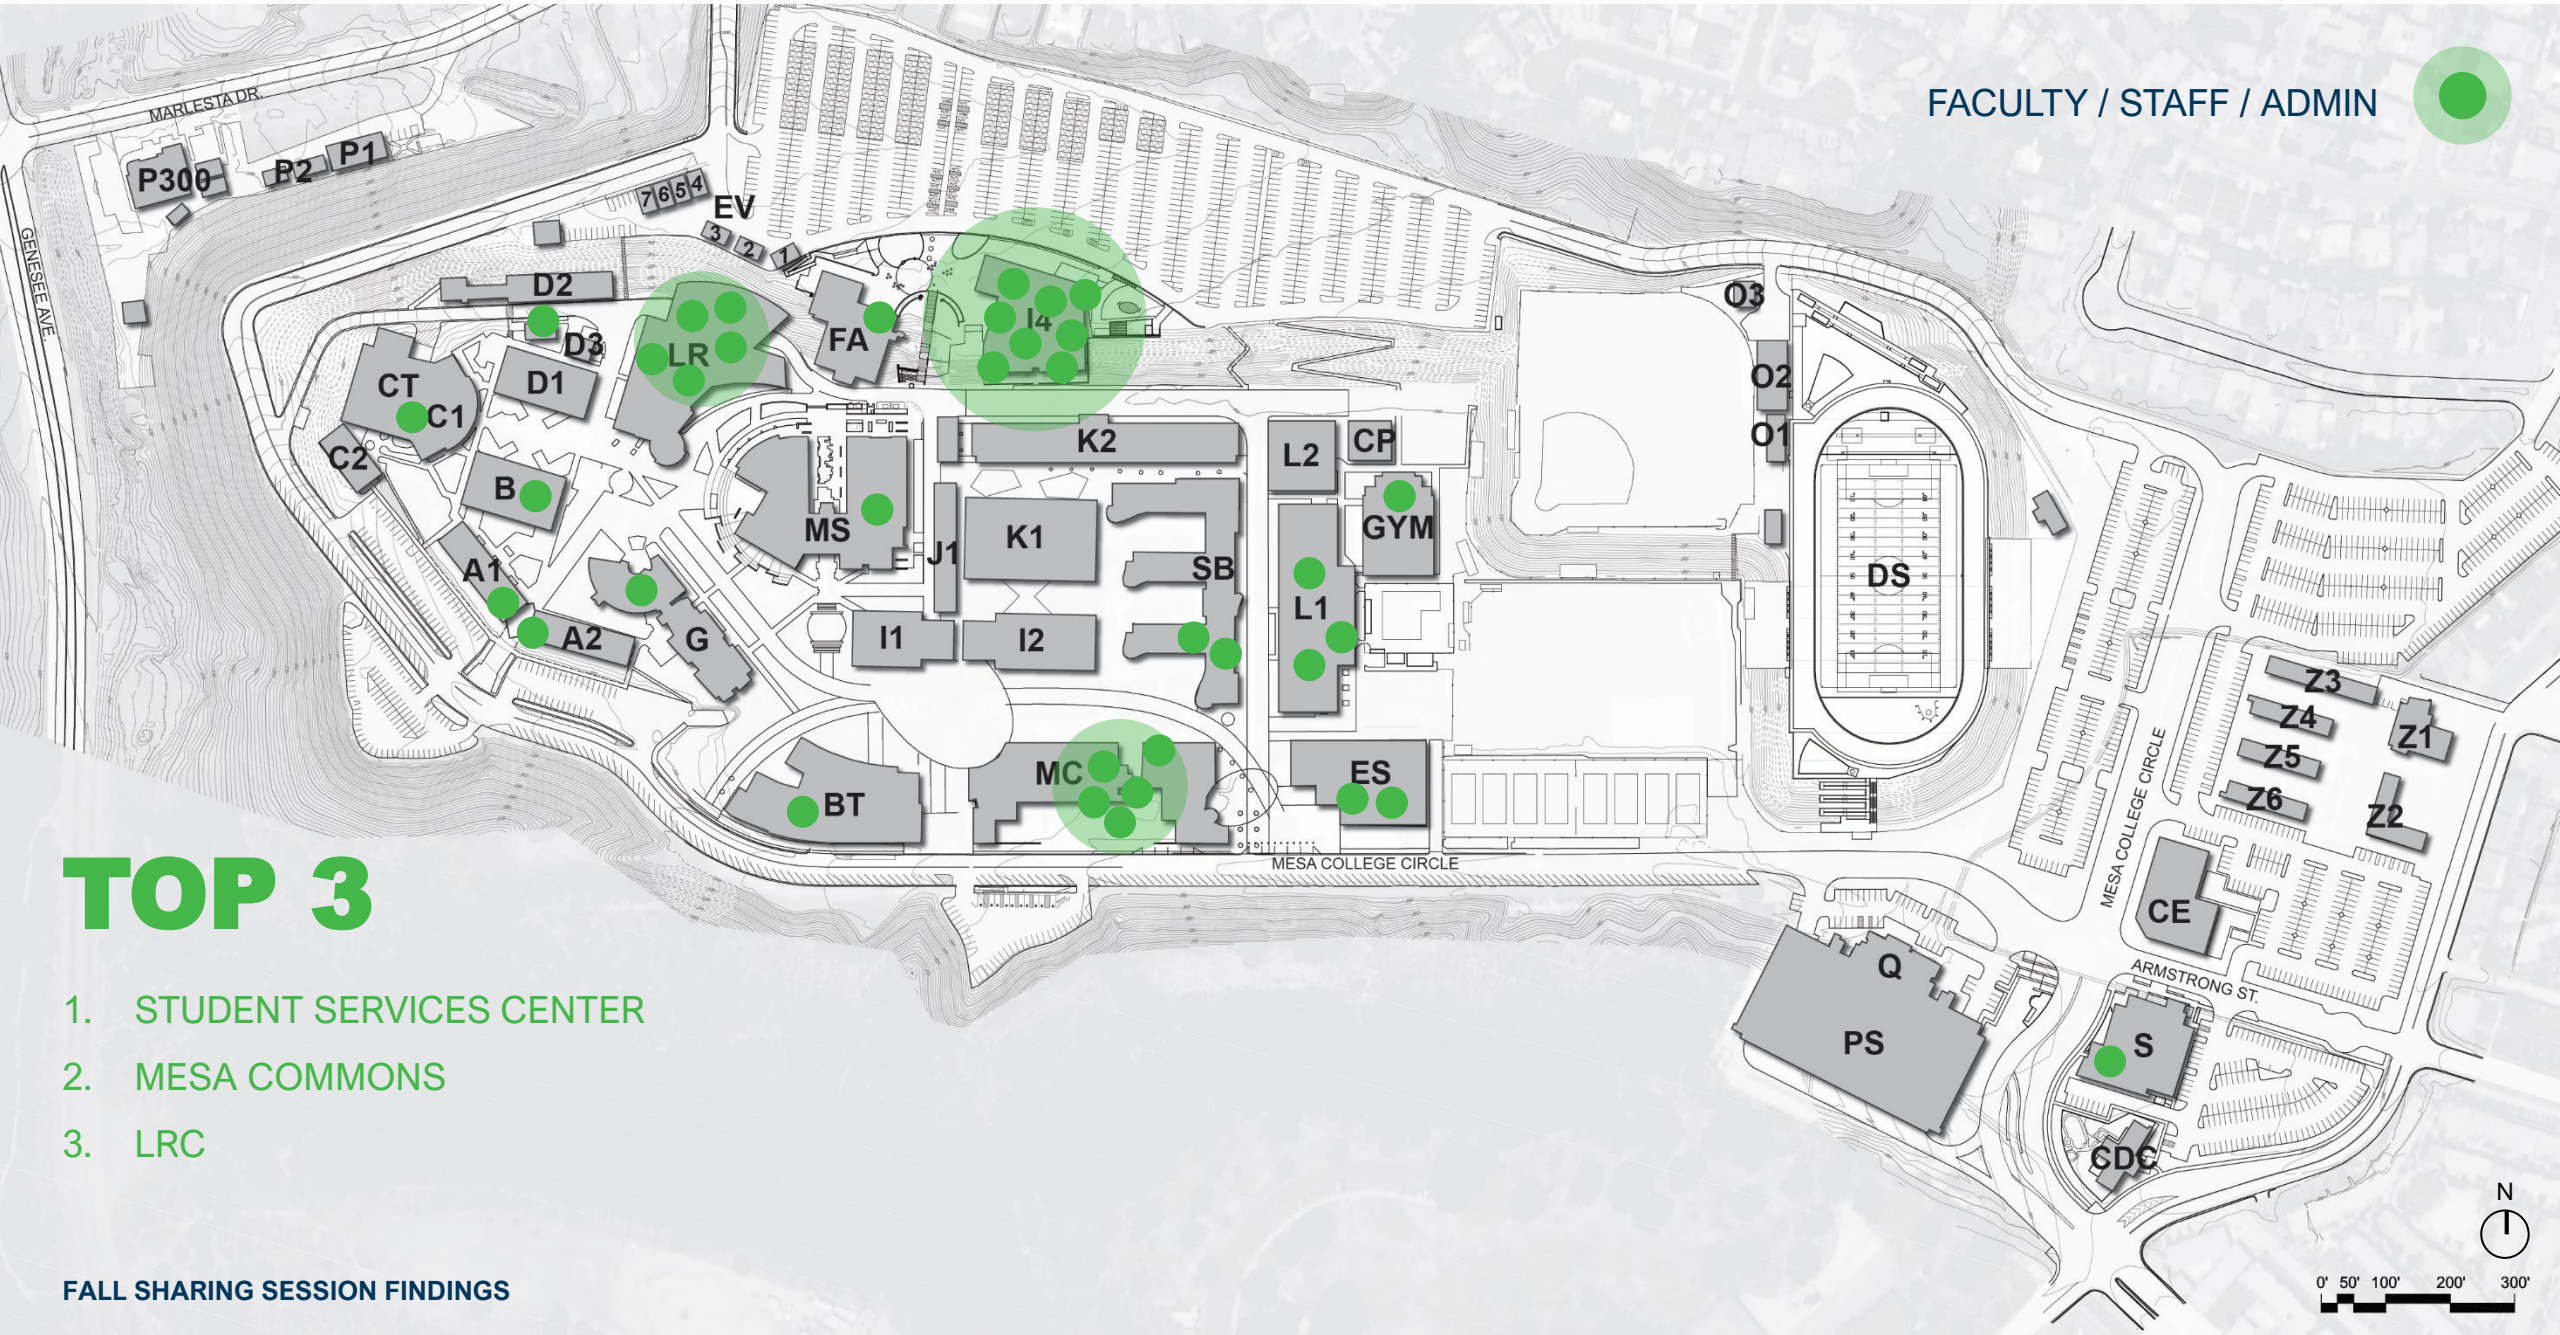 FACULTY / STAFF / ADMIN
MARLESTA DR.
P300
P2
P1
GENESEE AVE.
7 6 5 4
EV
3
2
1
D2
D3
D1
LR
FA
I4
CT
C1
C2
B
A1
A2
G
MS
J1
K2
K1
I1
I2
SB
L2
CP
GYM
L1
O3
O2
O1
DS
BT
MC
ES
MESA COLLEGE CIRCLE
MESA COLLEGE CIRCLE
Z3
Z4
Z5
Z6
Z1
Z2
CE
ARMSTRONG ST.
Q
PS
S
CDC
TOP 3
1. STUDENT SERVICES CENTER
2. MESA COMMONS
3. LRC
FALL SHARING SESSION FINDINGS
N
0' 50' 100' 200' 300'